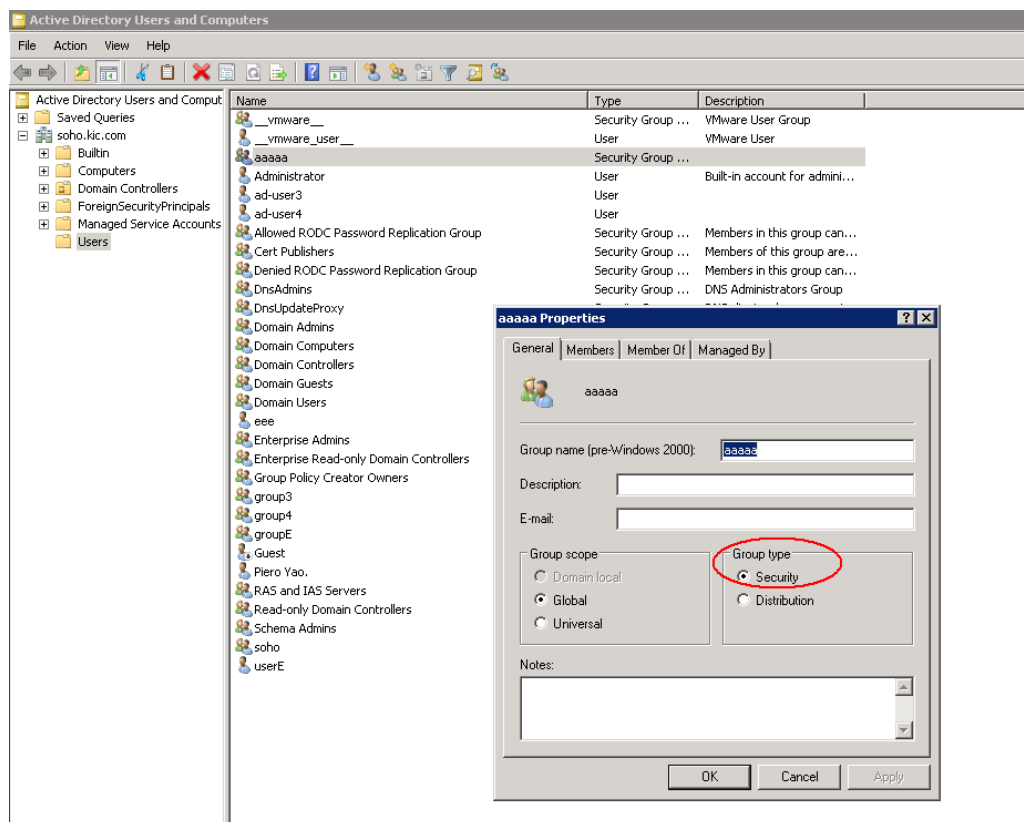 Active Directory Users and Computers
File Action View Help
Active Directory Users and Comput
Saved Queries
soho.kic.com
Builtin
Computers
Domain Controllers
ForeignSecurityPrincipals
Managed Service Accounts
Users
Name Type Description
__vmware__ Security Group ... VMware User Group
__vmware_user__ User VMware User
aaaaa Security Group ...
Administrator User Built-in account for admini...
ad-user3 User
ad-user4 User
Allowed RODC Password Replication Group Security Group ... Members in this group can...
Cert Publishers Security Group ... Members of this group are...
Denied RODC Password Replication Group Security Group ... Members in this group can...
DnsAdmins Security Group ... DNS Administrators Group
DnsUpdateProxy
Domain Admins
Domain Computers
Domain Controllers
Domain Guests
Domain Users
eee
Enterprise Admins
Enterprise Read-only Domain Controllers
Group Policy Creator Owners
group3
group4
groupE
Guest
Piero Yao.
RAS and IAS Servers
Read-only Domain Controllers
Schema Admins
soho
userE
aaaaa Properties
General Members Member Of Managed By
aaaaa
Group name (pre-Windows 2000): aaaaa
Description:
E-mail:
Group scope
Domain local
Global
Universal
Group type
Security
Distribution
Notes:
OK Cancel Apply